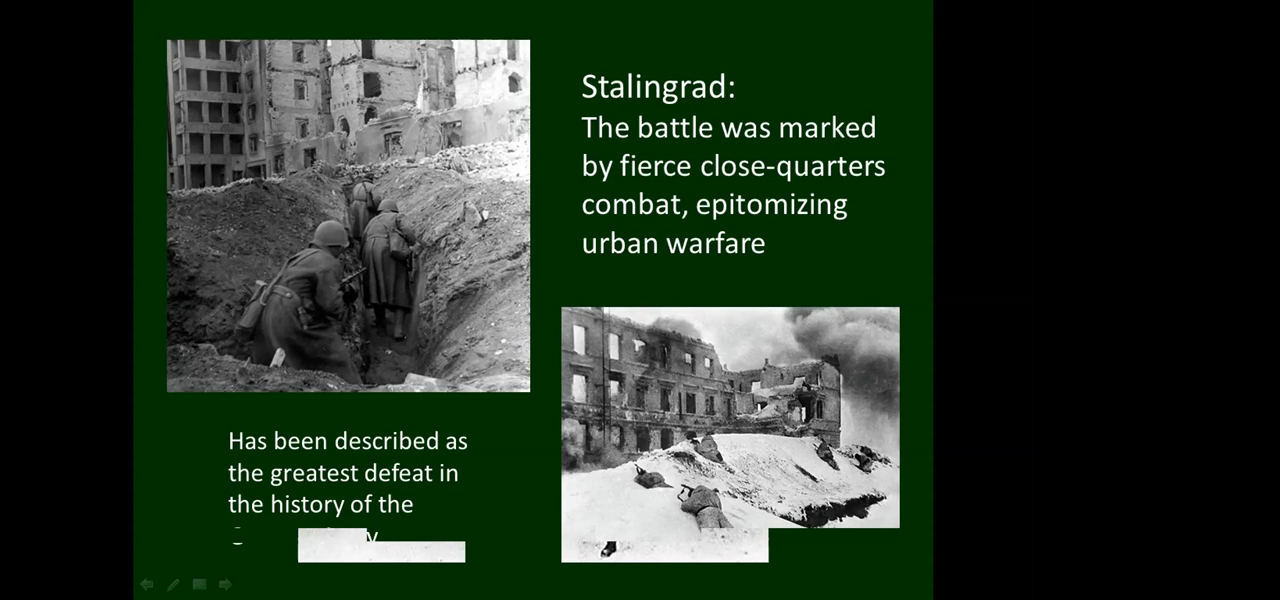 Stalingrad:
The battle was marked
by fierce close-quarters
combat, epitomizing
urban warfare
Has been described as
the greatest defeat in
the history of the